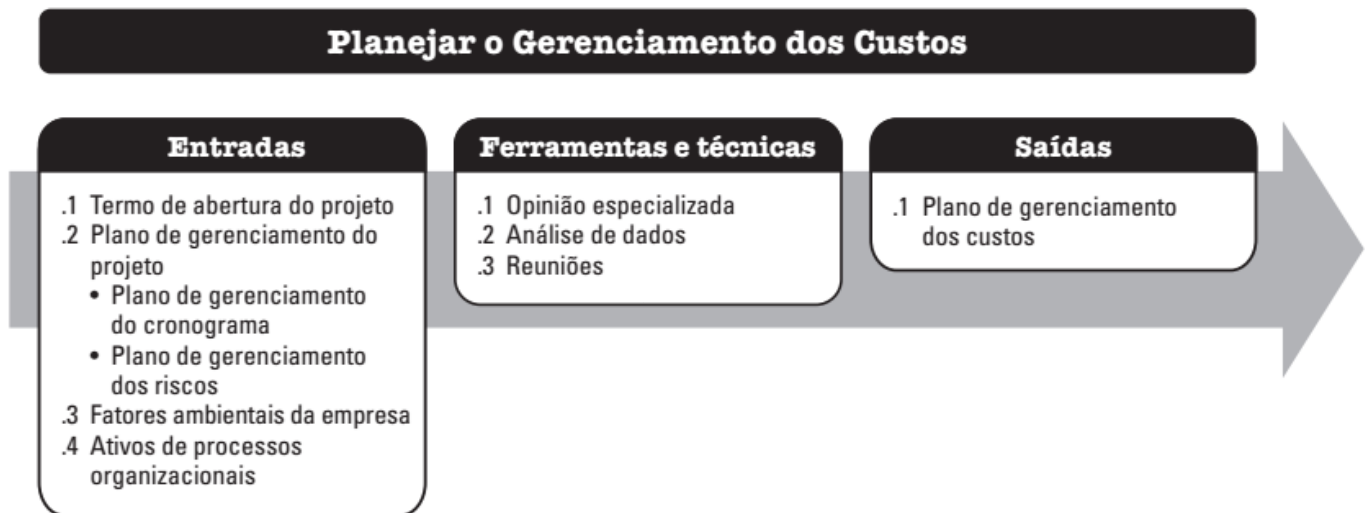 Planejar o Gerenciamento dos Custos
Entradas
.1 Termo de abertura do projeto
.2 Plano de gerenciamento do
projeto
• Plano de gerenciamento
do cronograma
• Plano de gerenciamento
dos riscos
.3 Fatores ambientais da empresa
.4 Ativos de processos
organizacionais
Ferramentas e técnicas
.1 Opinião especializada
.2 Análise de dados
.3 Reuniões
Saídas
.1 Plano de gerenciamento
dos custos